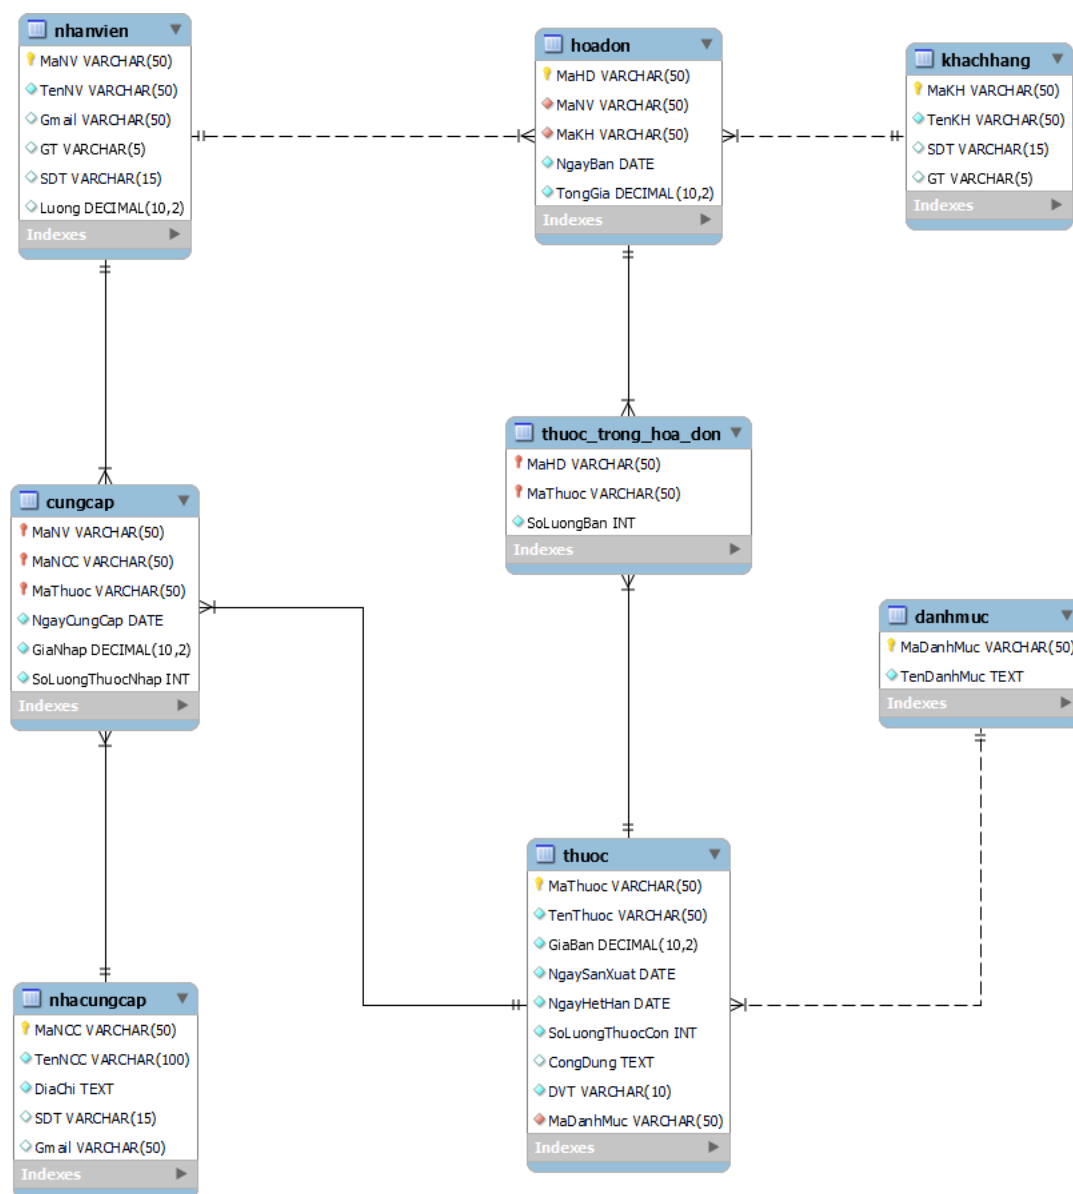 nhanvien
MaNV VARCHAR(50)
TenNV VARCHAR(50)
Gmail VARCHAR(50)
GT VARCHAR(5)
SDT VARCHAR(15)
Luong DECIMAL(10,2)
Indexes
hoadon
MaHD VARCHAR(50)
MaNV VARCHAR(50)
MaKH VARCHAR(50)
NgayBan DATE
TongGia DECIMAL(10,2)
Indexes
khachhang
MaKH VARCHAR(50)
TenKH VARCHAR(50)
SDT VARCHAR(15)
GT VARCHAR(5)
Indexes
thuoc_trong_hoa_don
MaHD VARCHAR(50)
MaThuoc VARCHAR(50)
SoLuongBan INT
Indexes
cungcap
MaNV VARCHAR(50)
MaNCC VARCHAR(50)
MaThuoc VARCHAR(50)
NgayCungCap DATE
GiaNhap DECIMAL(10,2)
SoLuongThuocNhap INT
Indexes
danhmuc
MaDanhMuc VARCHAR(50)
TenDanhMuc TEXT
Indexes
thuoc
MaThuoc VARCHAR(50)
TenThuoc VARCHAR(50)
GiaBan DECIMAL(10,2)
NgaySanXuat DATE
NgayHetHan DATE
SoLuongThuocCon INT
CongDung TEXT
DVT VARCHAR(10)
MaDanhMuc VARCHAR(50)
Indexes
nhacungcap
MaNCC VARCHAR(50)
TenNCC VARCHAR(100)
DiaChi TEXT
SDT VARCHAR(15)
Gmail VARCHAR(50)
Indexes